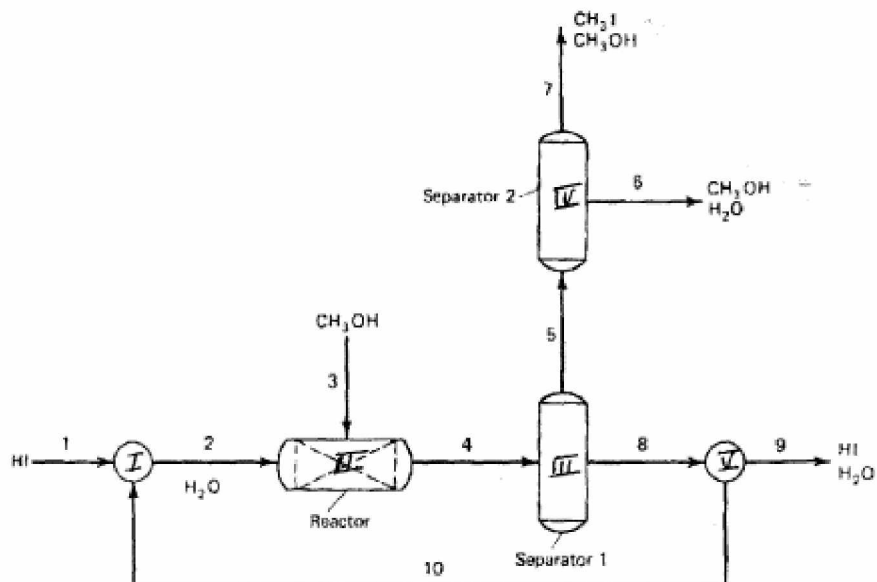 CH₃I
CH₃OH
7
Separator 2
IV
6
CH₃OH
H₂O
CH₃OH
5
3
HI
1
I
2
H₂O
II
4
III
8
V
9
HI
H₂O
Reactor
Separator 1
10